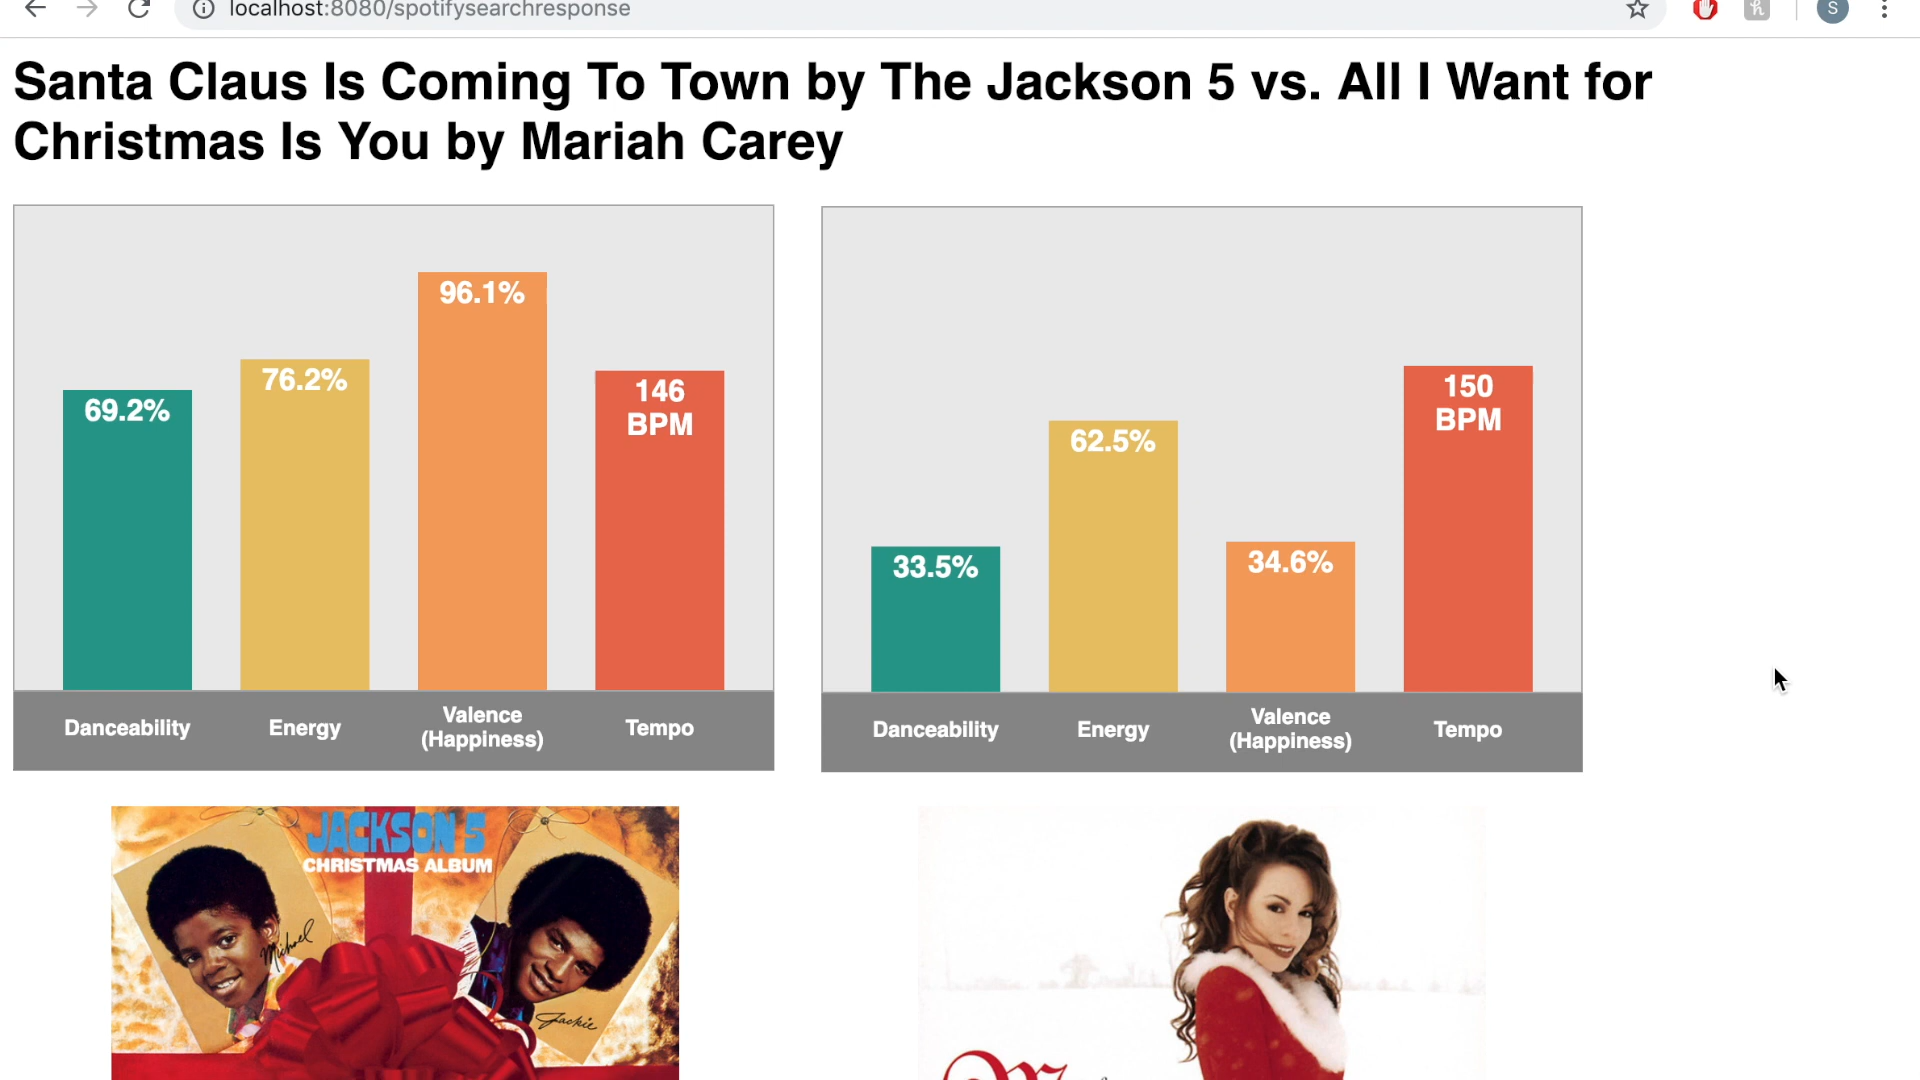 localhost:8080/spotifysearchresponse
S
Santa Claus Is Coming To Town by The Jackson 5 vs. All I Want for
Christmas Is You by Mariah Carey
69.2%
76.2%
96.1%
146
BPM
Danceability
Energy
Valence
(Happiness)
Tempo
33.5%
62.5%
34.6%
150
BPM
Danceability
Energy
Valence
(Happiness)
Tempo
JACKSON 5
CHRISTMAS ALBUM
Michael
Jackie